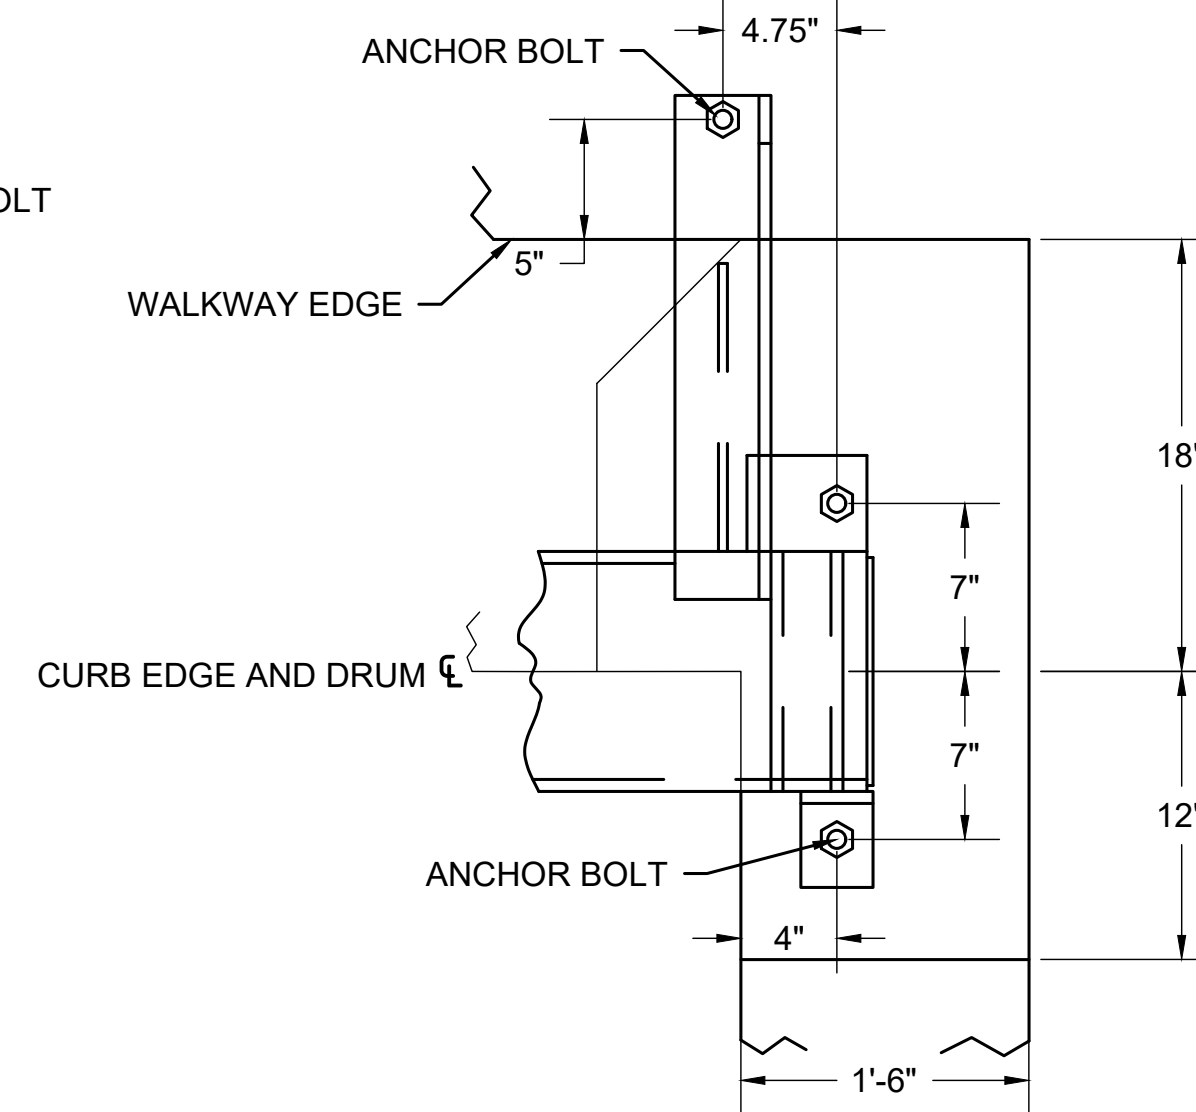 4.75"
ANCHOR BOLT
OLT
5"
WALKWAY EDGE
18'
7"
CURB EDGE AND DRUM ℄
7"
12'
ANCHOR BOLT
4"
1'-6"